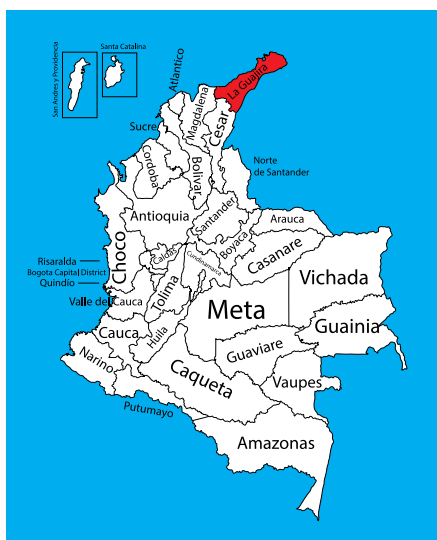 Santa Catalina
San Andres y Providencia
Atlantico
La Guajira
Magdalena
Cesar
Sucre
Cordoba
Bolivar
Norte
de Santander
Antioquia
Santander
Arauca
Boyaca
Casanare
Choco
Caldas
Cundinamarca
Risaralda
Bogota Capital District
Quindio
Vichada
Valle del Cauca
Tolima
Meta
Guainia
Cauca
Huila
Guaviare
Narino
Caqueta
Vaupes
Putumayo
Amazonas